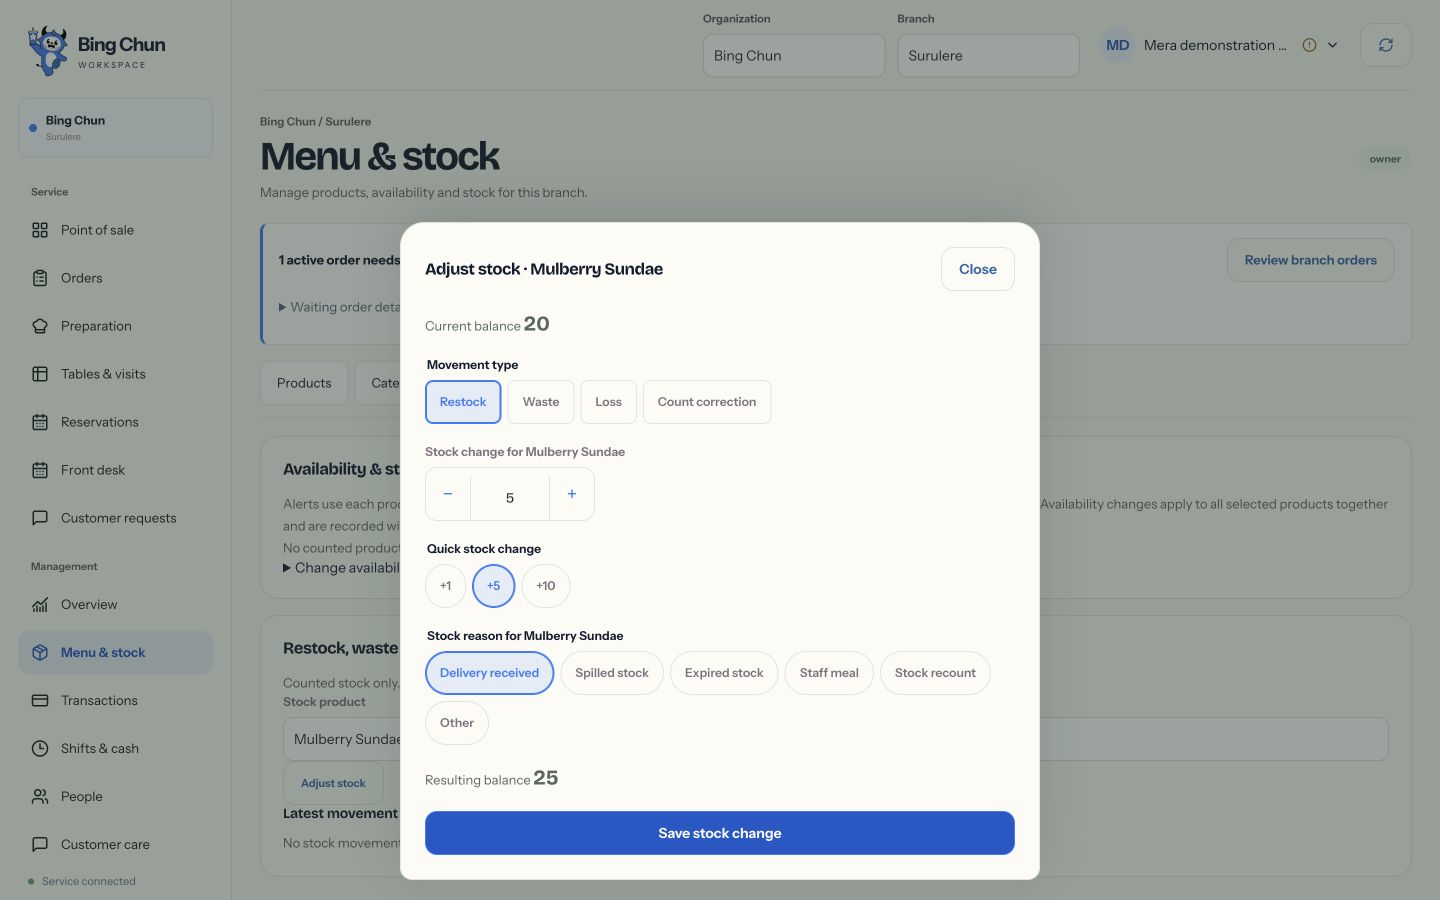 Bing Chun
WORKSPACE
Bing Chun
Surulere
Service
Point of sale
Orders
Preparation
Tables & visits
Reservations
Front desk
Customer requests
Management
Overview
Menu & stock
Transactions
Shifts & cash
People
Customer care
Service connected
Organization
Bing Chun
Branch
Surulere
MD
Mera demonstration ...
Bing Chun / Surulere
Menu & stock
owner
Manage products, availability and stock for this branch.
1 active order needs
Review branch orders
Waiting order deta
Products
Cate
Availability & st
Alerts use each proc
Availability changes apply to all selected products together
and are recorded wi
No counted product
Change availabil
Restock, waste
Counted stock only.
Stock product
Mulberry Sundae
Adjust stock
Latest movement
No stock movement
Adjust stock · Mulberry Sundae
Close
Current balance 20
Movement type
Restock
Waste
Loss
Count correction
Stock change for Mulberry Sundae
−
5
+
Quick stock change
+1
+5
+10
Stock reason for Mulberry Sundae
Delivery received
Spilled stock
Expired stock
Staff meal
Stock recount
Other
Resulting balance 25
Save stock change